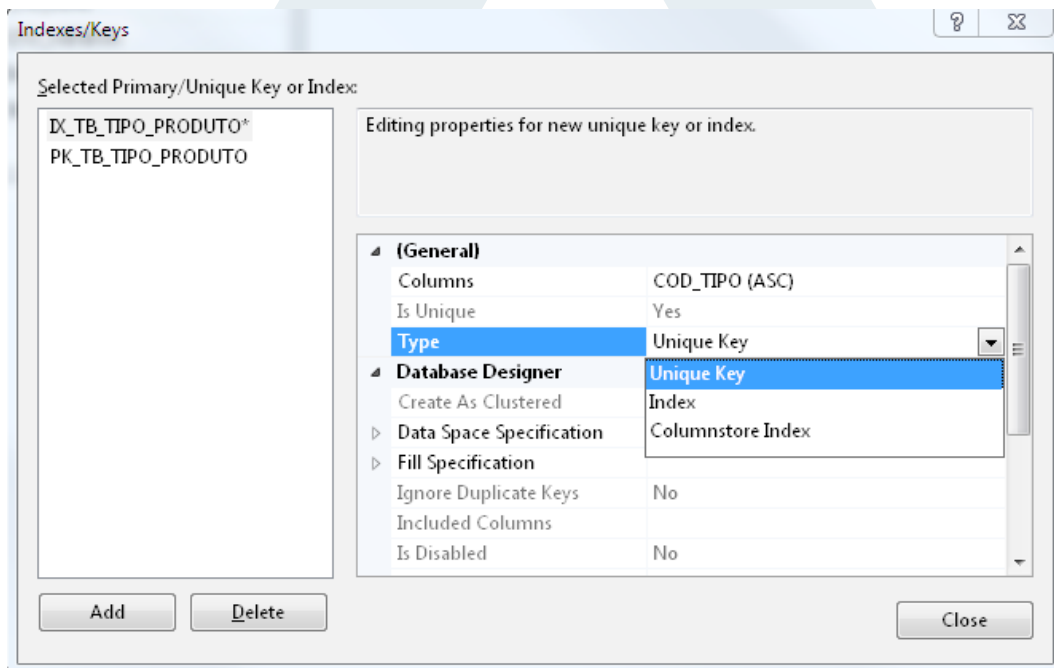 Indexes/Keys
Selected Primary/Unique Key or Index:
IX_TB_TIPO_PRODUTO*
PK_TB_TIPO_PRODUTO
Editing properties for new unique key or index.
(General)
Columns COD_TIPO (ASC)
Is Unique Yes
Type Unique Key
Database Designer Unique Key
Create As Clustered Index
Data Space Specification Columnstore Index
Fill Specification
Ignore Duplicate Keys No
Included Columns
Is Disabled No
Add Delete
Close